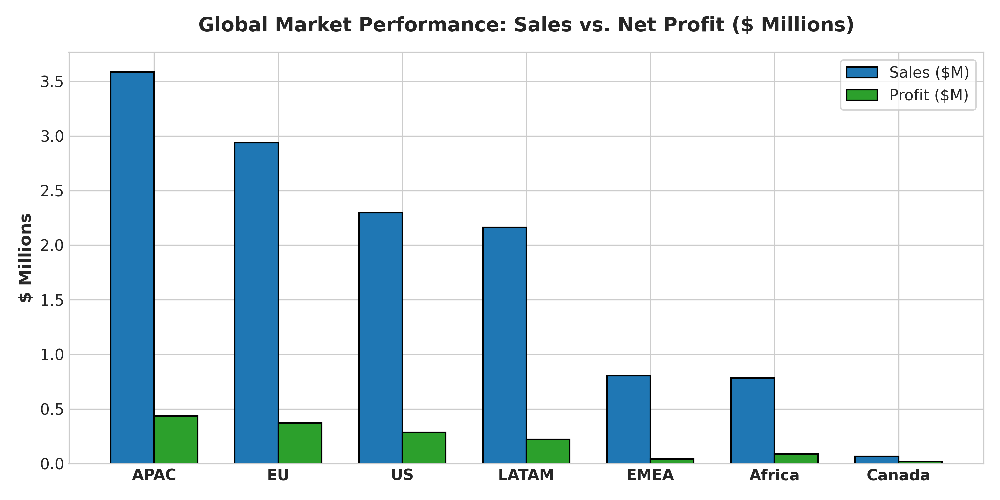 Global Market Performance: Sales vs. Net Profit ($ Millions)
Sales ($M)
Profit ($M)
$ Millions
3.5
3.0
2.5
2.0
1.5
1.0
0.5
0.0
APAC EU US LATAM EMEA Africa Canada